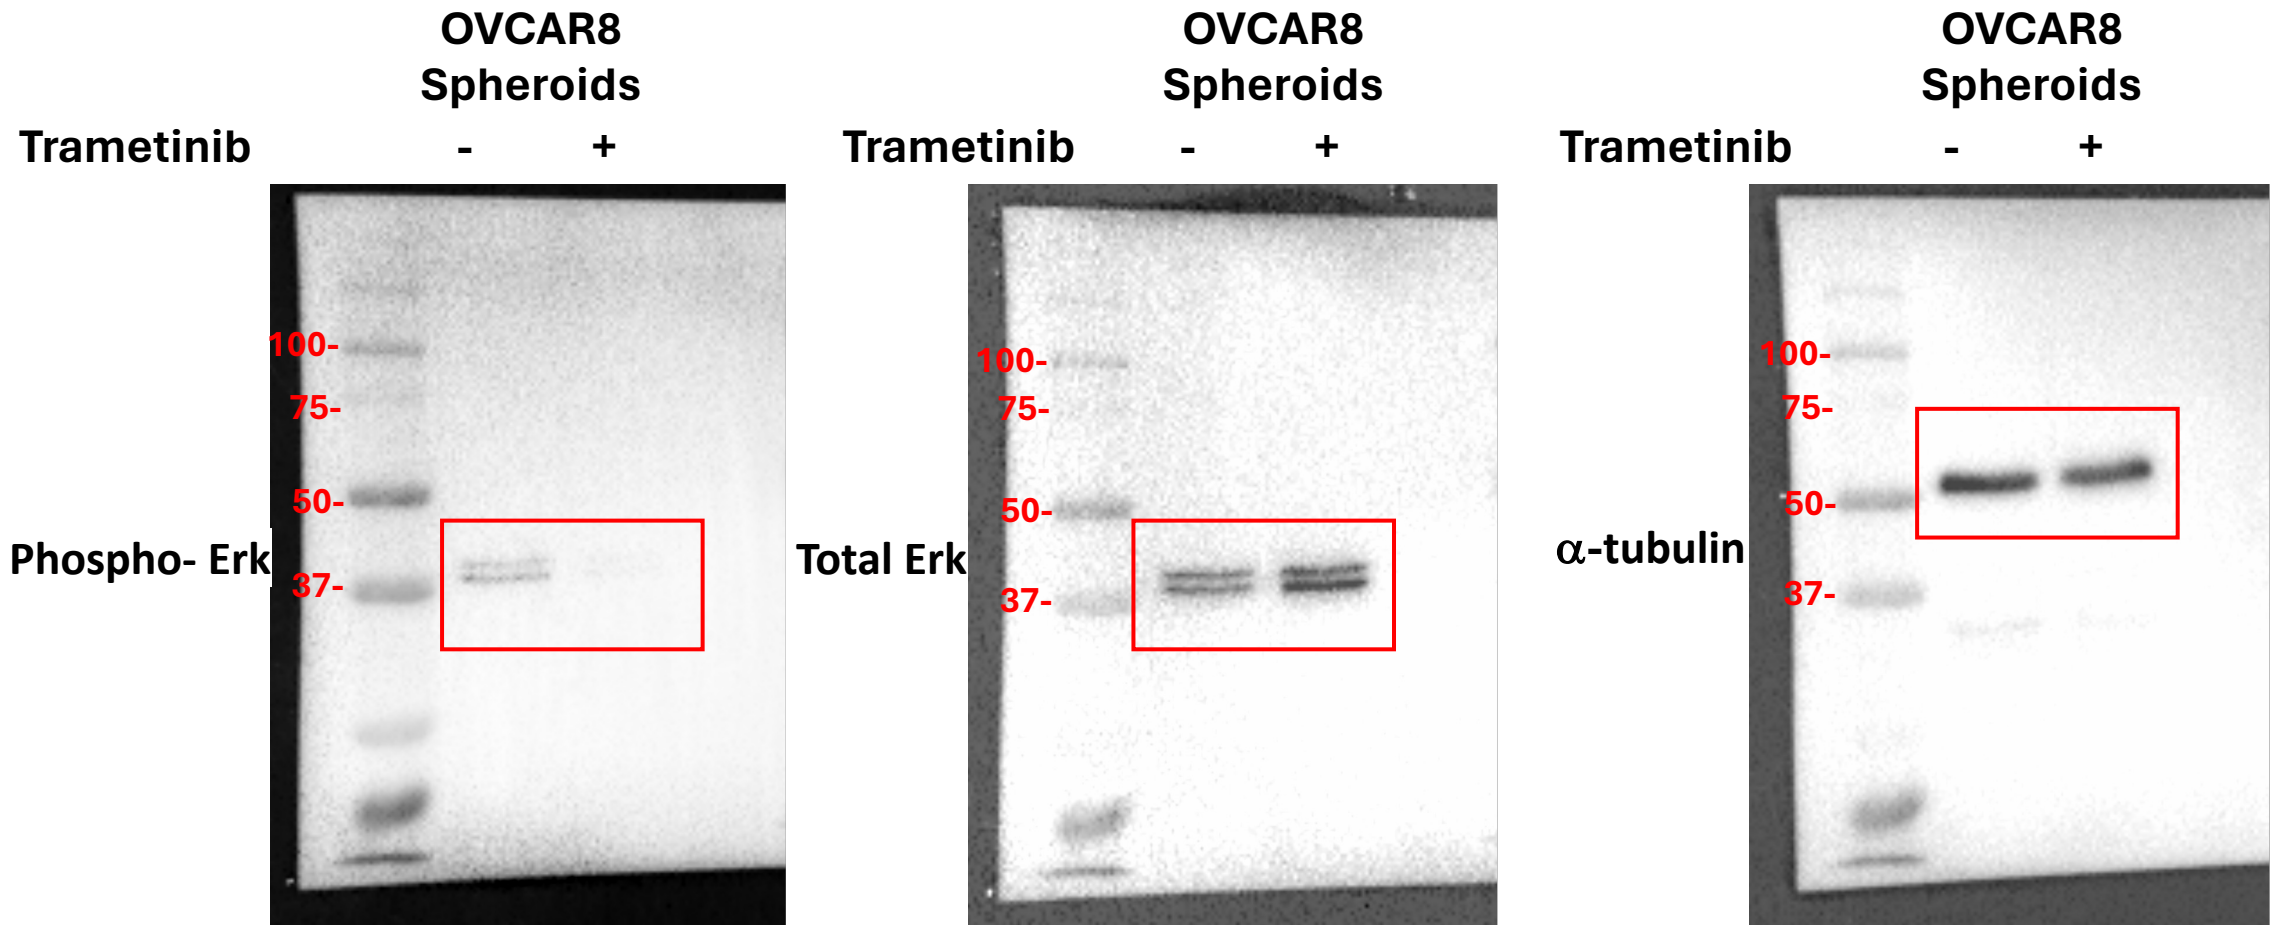 OVCAR8
Spheroids
Trametinib - +
100-
75-
50-
37-
Phospho- Erk
OVCAR8
Spheroids
Trametinib - +
100-
75-
50-
37-
Total Erk
OVCAR8
Spheroids
Trametinib - +
100-
75-
50-
37-
α-tubulin